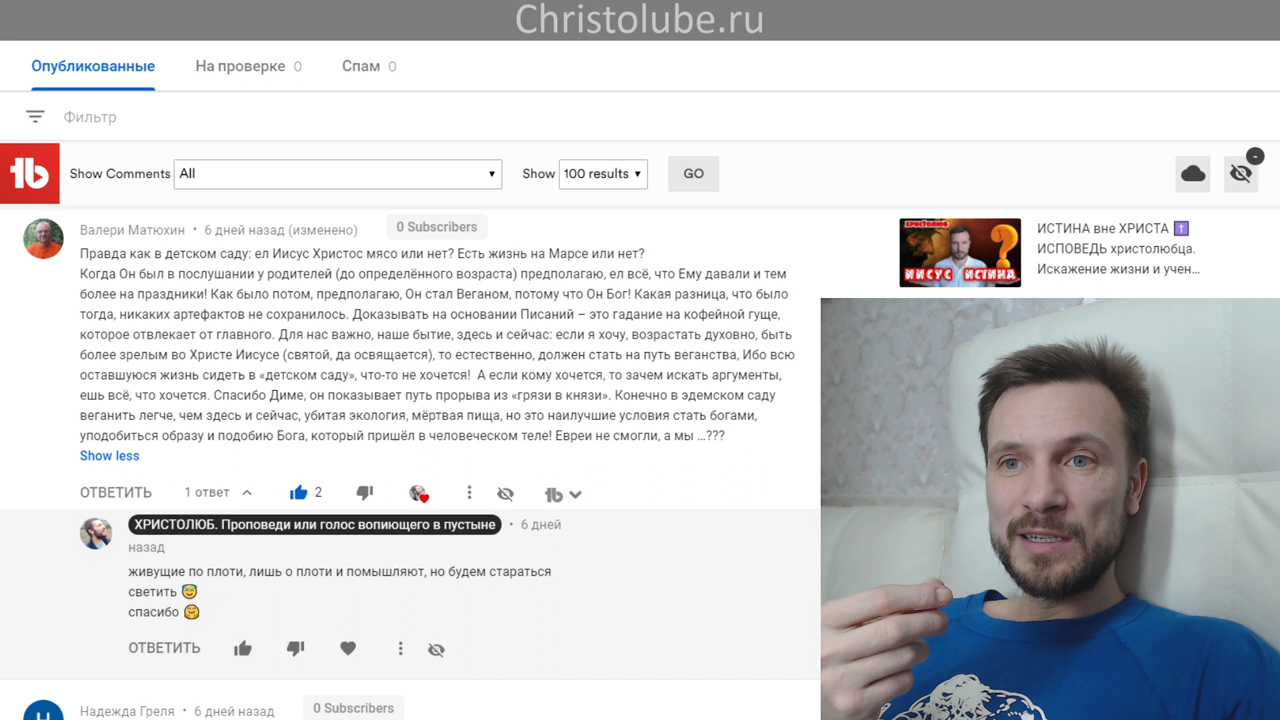 Christolube.ru
Опубликованные
На проверке 0
Спам 0
Фильтр
Show Comments All
Show 100 results
GO
Валери Матюхин • 6 дней назад (изменено)
0 Subscribers
Правда как в детском саду: ел Иисус Христос мясо или нет? Есть жизнь на Марсе или нет?
Когда Он был в послушании у родителей (до определённого возраста) предполагаю, ел всё, что Ему давали и тем
более на праздники! Как было потом, предполагаю, Он стал Веганом, потому что Он Бог! Какая разница, что было
тогда, никаких артефактов не сохранилось. Доказывать на основании Писаний – это гадание на кофейной гуще,
которое отвлекает от главного. Для нас важно, наше бытие, здесь и сейчас: если я хочу, возрастать духовно, быть
более зрелым во Христе Иисусе (святой, да освящается), то естественно, должен стать на путь веганства, Ибо всю
оставшуюся жизнь сидеть в «детском саду», что-то не хочется! А если кому хочется, то зачем искать аргументы,
ешь всё, что хочется. Спасибо Диме, он показывает путь прорыва из «грязи в князи». Конечно в эдемском саду
веганить легче, чем здесь и сейчас, убитая экология, мёртвая пища, но это наилучшие условия стать богами,
уподобиться образу и подобию Бога, который пришёл в человеческом теле! Евреи не смогли, а мы ...???
Show less
ОТВЕТИТЬ 1 ответ 2
ХРИСТОЛЮБ
ИИСУС ИСТИНА
ИСТИНА вне ХРИСТА
ИСПОВЕДЬ христолюбца.
Искажение жизни и учен...
ХРИСТОЛЮБ. Проповеди или голос вопиющего в пустыне • 6 дней
назад
живущие по плоти, лишь о плоти и помышляют, но будем стараться
светить 😇
спасибо 🤗
ОТВЕТИТЬ
Н
Надежда Греля • 6 дней назад
0 Subscribers